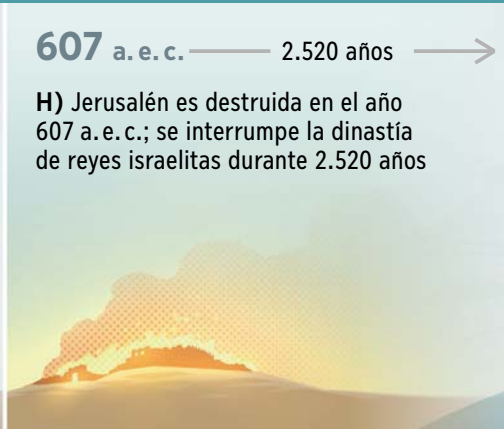 607 a. e. c. 2.520 años
H) Jerusalén es destruida en el año
607 a. e. c.; se interrumpe la dinastía
de reyes israelitas durante 2.520 años